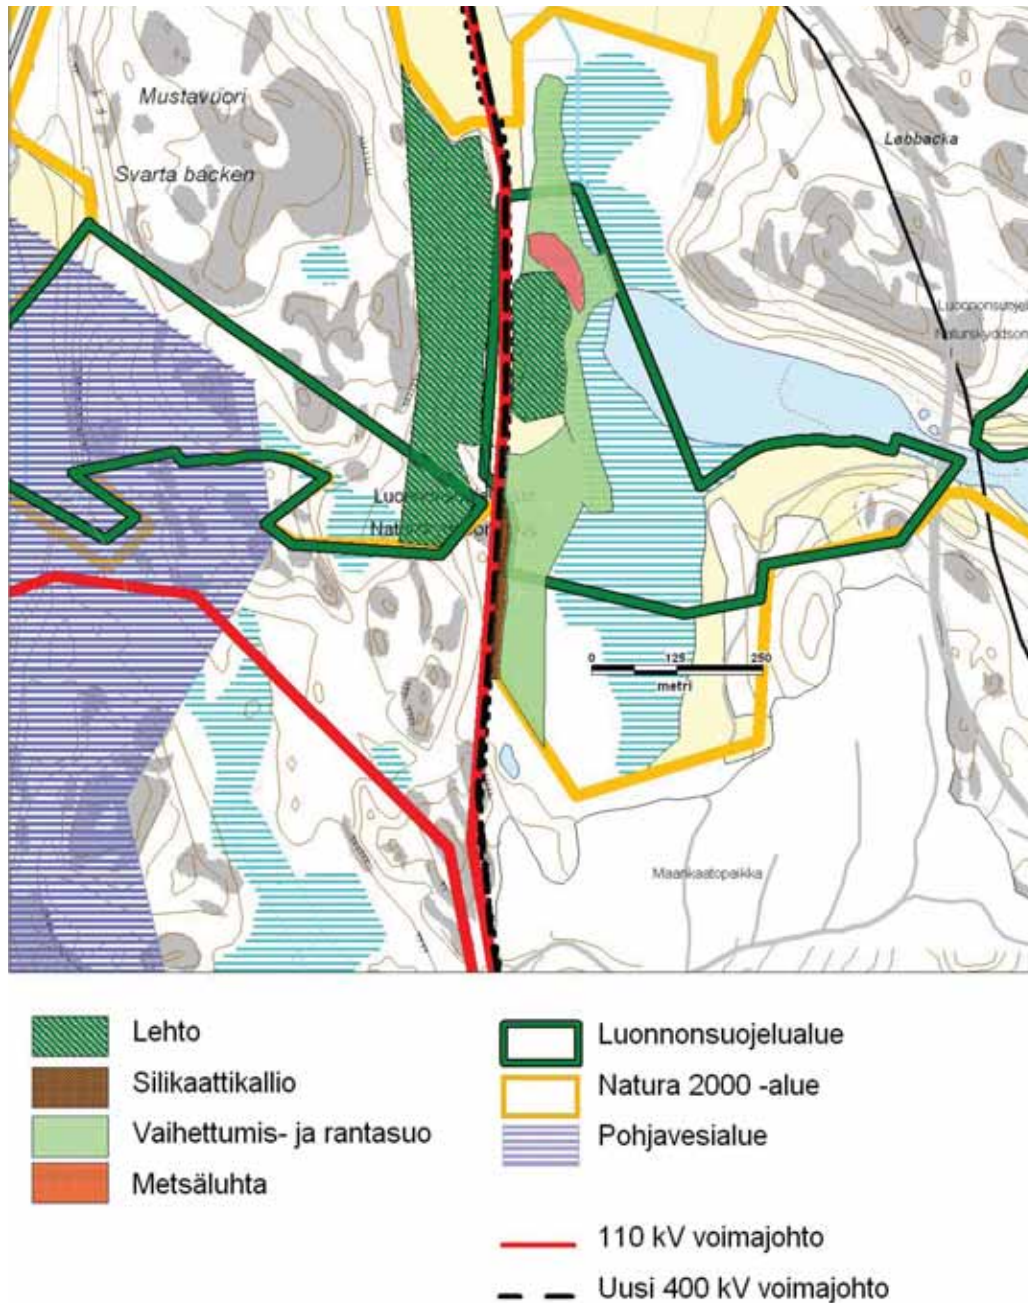 Mustavuori
Labbacka
Svarta backen
0 125 250
metri
Maankaatopaikka
Lehto
Silikaattikallio
Vaihettumis- ja rantasuo
Metsäluhta
Luonnonsuojelualue
Natura 2000 -alue
Pohjavesialue
110 kV voimajohto
Uusi 400 kV voimajohto